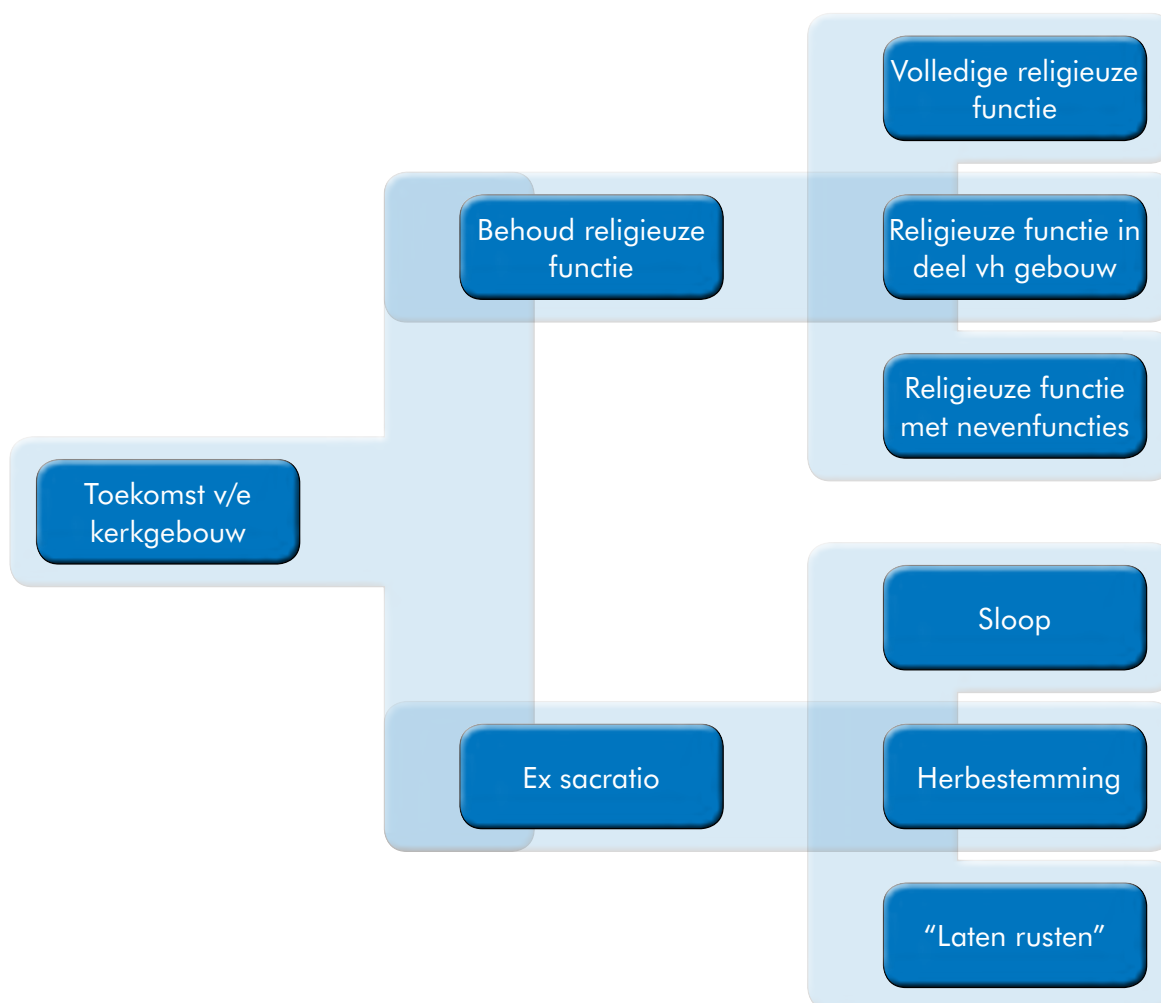 Volledige religieuze
functie
Behoud religieuze
functie
Religieuze functie in
deel vh gebouw
Religieuze functie
met nevenfuncties
Toekomst v/e
kerkgebouw
Sloop
Ex sacratio
Herbestemming
“Laten rusten”